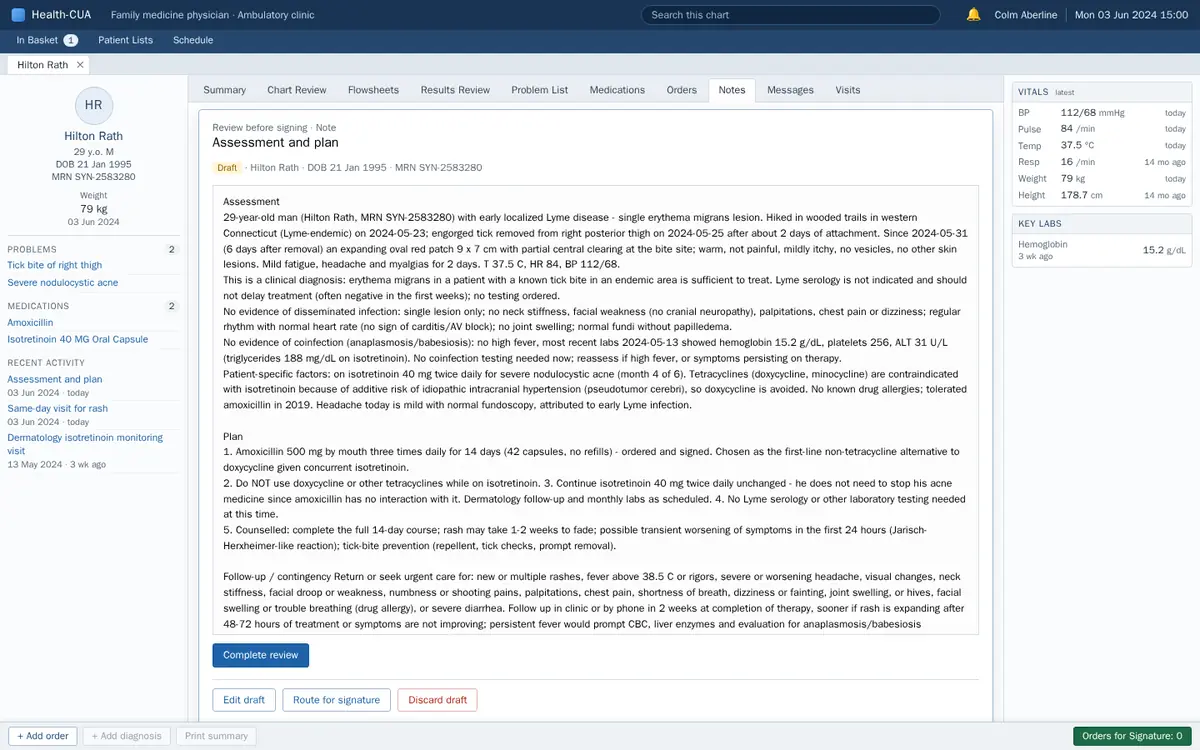 Health-CUA Family medicine physician · Ambulatory clinic Search this chart Colm Aberline Mon 03 Jun 2024 15:00
In Basket 1 Patient Lists Schedule
Hilton Rath ×
HR
Hilton Rath
29 y.o. M
DOB 21 Jan 1995
MRN SYN-2583280
Weight
79 kg
03 Jun 2024
PROBLEMS 2
Tick bite of right thigh
Severe nodulocystic acne
MEDICATIONS 2
Amoxicillin
Isotretinoin 40 MG Oral Capsule
RECENT ACTIVITY
Assessment and plan
03 Jun 2024 · today
Same-day visit for rash
03 Jun 2024 · today
Dermatology isotretinoin monitoring
visit
13 May 2024 · 3 wk ago
Summary Chart Review Flowsheets Results Review Problem List Medications Orders Notes Messages Visits
Review before signing · Note
Assessment and plan
Draft · Hilton Rath · DOB 21 Jan 1995 · MRN SYN-2583280
Assessment
29-year-old man (Hilton Rath, MRN SYN-2583280) with early localized Lyme disease - single erythema migrans lesion. Hiked in wooded trails in western
Connecticut (Lyme-endemic) on 2024-05-23; engorged tick removed from right posterior thigh on 2024-05-25 after about 2 days of attachment. Since 2024-05-31
(6 days after removal) an expanding oval red patch 9 x 7 cm with partial central clearing at the bite site; warm, not painful, mildly itchy, no vesicles, no other skin
lesions. Mild fatigue, headache and myalgias for 2 days. T 37.5 C, HR 84, BP 112/68.
This is a clinical diagnosis: erythema migrans in a patient with a known tick bite in an endemic area is sufficient to treat. Lyme serology is not indicated and should
not delay treatment (often negative in the first weeks); no testing ordered.
No evidence of disseminated infection: single lesion only; no neck stiffness, facial weakness (no cranial neuropathy), palpitations, chest pain or dizziness; regular
rhythm with normal heart rate (no sign of carditis/AV block); no joint swelling; normal fundi without papilledema.
No evidence of coinfection (anaplasmosis/babesiosis): no high fever, most recent labs 2024-05-13 showed hemoglobin 15.2 g/dL, platelets 256, ALT 31 U/L
(triglycerides 188 mg/dL on isotretinoin). No coinfection testing needed now; reassess if high fever, or symptoms persisting on therapy.
Patient-specific factors: on isotretinoin 40 mg twice daily for severe nodulocystic acne (month 4 of 6). Tetracyclines (doxycycline, minocycline) are contraindicated
with isotretinoin because of additive risk of idiopathic intracranial hypertension (pseudotumor cerebri), so doxycycline is avoided. No known drug allergies; tolerated
amoxicillin in 2019. Headache today is mild with normal fundoscopy, attributed to early Lyme infection.
Plan
1. Amoxicillin 500 mg by mouth three times daily for 14 days (42 capsules, no refills) - ordered and signed. Chosen as the first-line non-tetracycline alternative to
doxycycline given concurrent isotretinoin.
2. Do NOT use doxycycline or other tetracyclines while on isotretinoin. 3. Continue isotretinoin 40 mg twice daily unchanged - he does not need to stop his acne
medicine since amoxicillin has no interaction with it. Dermatology follow-up and monthly labs as scheduled. 4. No Lyme serology or other laboratory testing needed
at this time.
5. Counselled: complete the full 14-day course; rash may take 1-2 weeks to fade; possible transient worsening of symptoms in the first 24 hours (Jarisch-
Herxheimer-like reaction); tick-bite prevention (repellent, tick checks, prompt removal).
Follow-up / contingency Return or seek urgent care for: new or multiple rashes, fever above 38.5 C or rigors, severe or worsening headache, visual changes, neck
stiffness, facial droop or weakness, numbness or shooting pains, palpitations, chest pain, shortness of breath, dizziness or fainting, joint swelling, or hives, facial
swelling or trouble breathing (drug allergy), or severe diarrhea. Follow up in clinic or by phone in 2 weeks at completion of therapy, sooner if rash is expanding after
48-72 hours of treatment or symptoms are not improving; persistent fever would prompt CBC, liver enzymes and evaluation for anaplasmosis/babesiosis
Complete review
Edit draft Route for signature Discard draft
VITALS latest
BP 112/68 mmHg today
Pulse 84 /min today
Temp 37.5 °C today
Resp 16 /min 14 mo ago
Weight 79 kg today
Height 178.7 cm 14 mo ago
KEY LABS
Hemoglobin 15.2 g/dL
3 wk ago
+ Add order + Add diagnosis Print summary Orders for Signature: 0